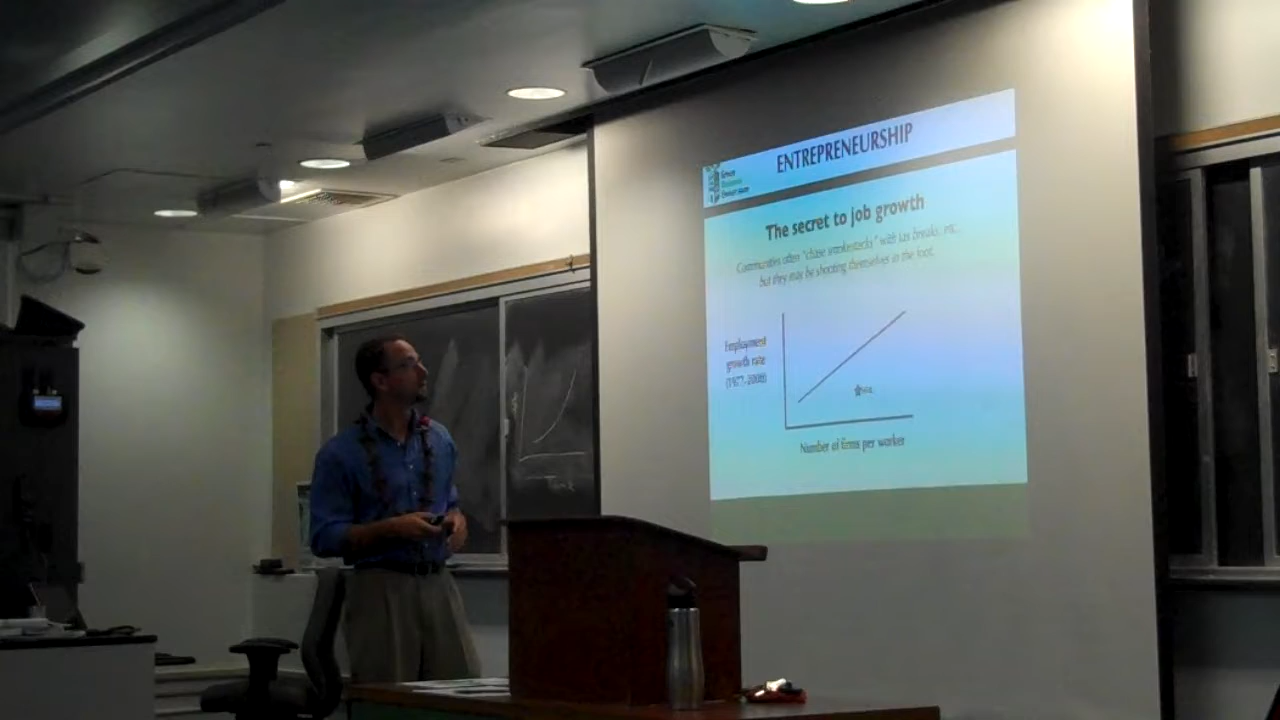 ENTREPRENEURSHIP
The secret to job growth
Communities often "chase smokestacks" with tax breaks, etc.
but they may be shooting themselves in the foot.
Employment
growth rate
(1977-2000)
Number of firms per worker